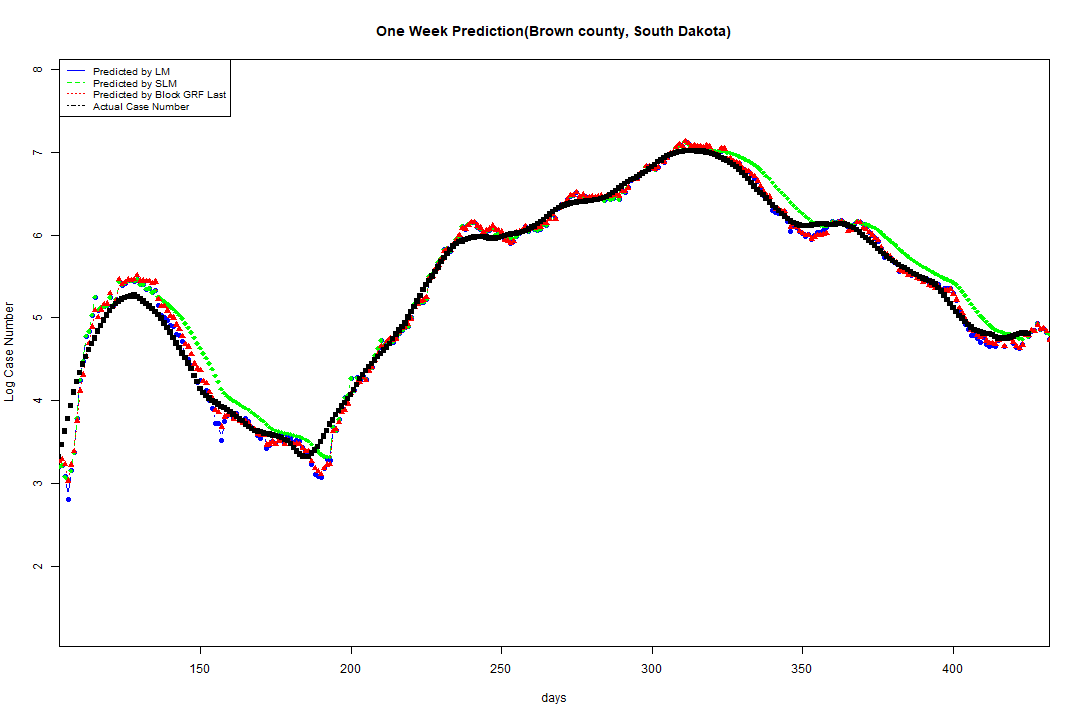 One Week Prediction(Brown county, South Dakota)
Predicted by LM
Predicted by SLM
Predicted by Block GRF Last
Actual Case Number
8
7
6
5
4
3
2
Log Case Number
150 200 250 300 350 400
days